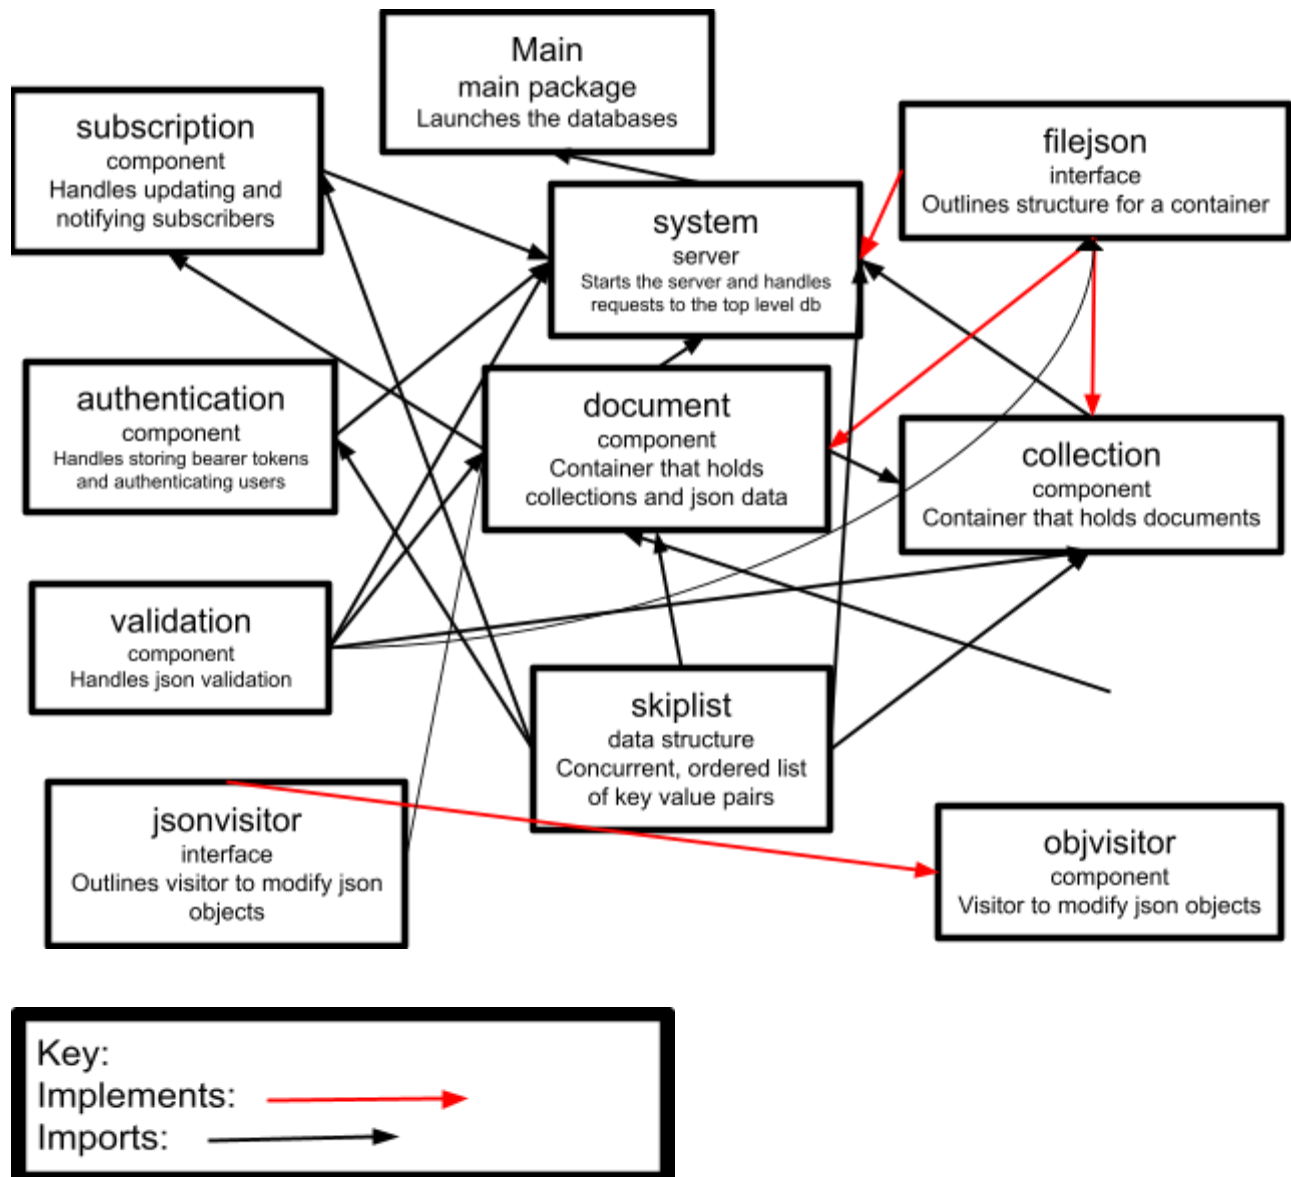 Main
main package
Launches the databases
subscription
component
Handles updating and
notifying subscribers
filejson
interface
Outlines structure for a container
system
server
Starts the server and handles
requests to the top level db
authentication
component
Handles storing bearer tokens
and authenticating users
document
component
Container that holds
collections and json data
collection
component
Container that holds documents
validation
component
Handles json validation
skiplist
data structure
Concurrent, ordered list
of key value pairs
jsonvisitor
interface
Outlines visitor to modify json
objects
objvisitor
component
Visitor to modify json objects
Key:
Implements:
Imports: